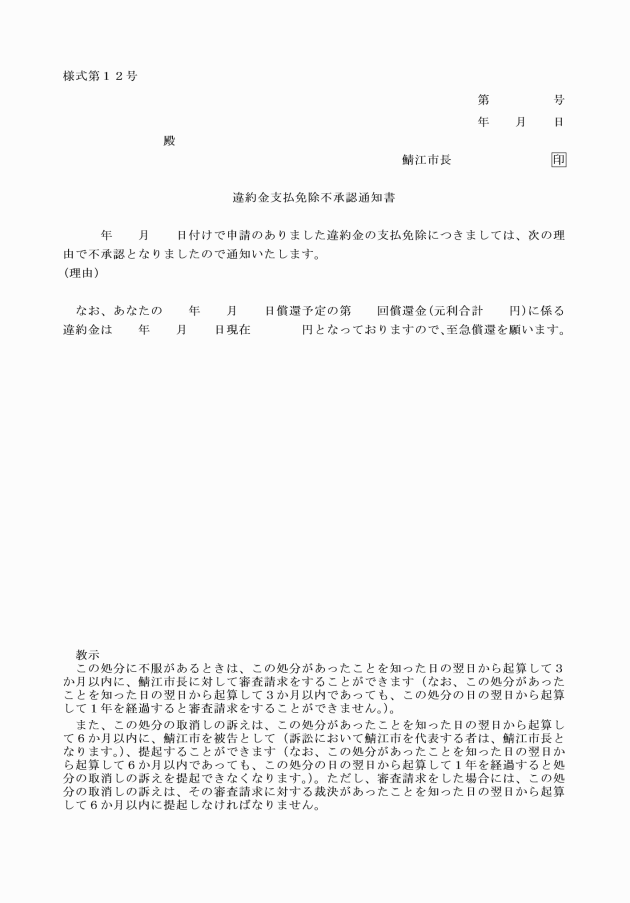 様式第１２号
第　　　　　号
年　　月　　日
殿
鯖江市長　　　　　　　　印
違約金支払免除不承認通知書
年　　月　　日付けで申請のありました違約金の支払免除につきましては、次の理
由で不承認となりましたので通知いたします。
(理由)
なお、あなたの　　年　　月　　日償還予定の第　　回償還金(元利合計　　円)に係る
違約金は　　年　　月　　日現在　　　　円となっておりますので、至急償還を願います。
教示
この処分に不服があるときは、この処分があったことを知った日の翌日から起算して３
か月以内に、鯖江市長に対して審査請求をすることができます（なお、この処分があった
ことを知った日の翌日から起算して３か月以内であっても、この処分の日の翌日から起算
して１年を経過すると審査請求をすることができません。）。
また、この処分の取消しの訴えは、この処分があったことを知った日の翌日から起算し
て６か月以内に、鯖江市を被告として（訴訟において鯖江市を代表する者は、鯖江市長と
なります。）、提起することができます（なお、この処分があったことを知った日の翌日か
ら起算して６か月以内であっても、この処分の日の翌日から起算して１年を経過すると処
分の取消しの訴えを提起できなくなります。）。ただし、審査請求をした場合には、この処
分の取消しの訴えは、その審査請求に対する裁決があったことを知った日の翌日から起算
して６か月以内に提起しなければなりません。